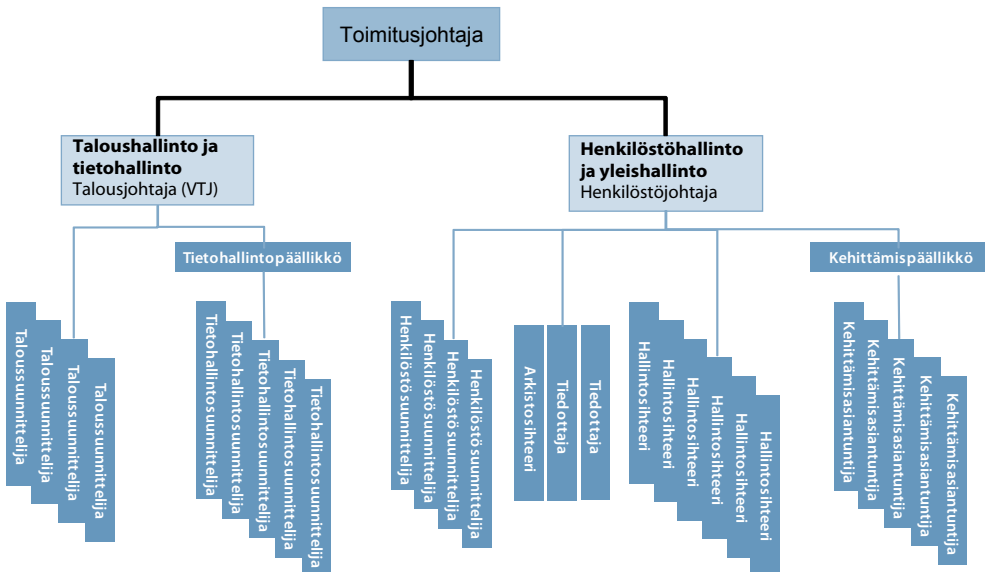 Toimitusjohtaja
Taloushallinto ja
tietohallinto
Talousjohtaja (VTJ)
Henkilöstöhallinto
ja yleishallinto
Henkilöstöjohtaja
Tietohallintopäällikkö
Kehittämispäällikkö
Taloussuunnittelija
Taloussuunnittelija
Taloussuunnittelija
Taloussuunnittelija
Tietohallintosuunnittelija
Tietohallintosuunnittelija
Tietohallintosuunnittelija
Tietohallintosuunnittelija
Tietohallintosuunnittelija
Henkilöstösuunnittelija
Henkilöstösuunnittelija
Henkilöstösuunnittelija
Henkilöstösuunnittelija
Arkistosihteeri
Tiedottaja
Tiedottaja
Hallintosihteeri
Hallintosihteeri
Hallintosihteeri
Hallintosihteeri
Hallintosihteeri
Hallintosihteeri
Kehittämisasiantuntija
Kehittämisasiantuntija
Kehittämisasiantuntija
Kehittämisasiantuntija
Kehittämisasiantuntija